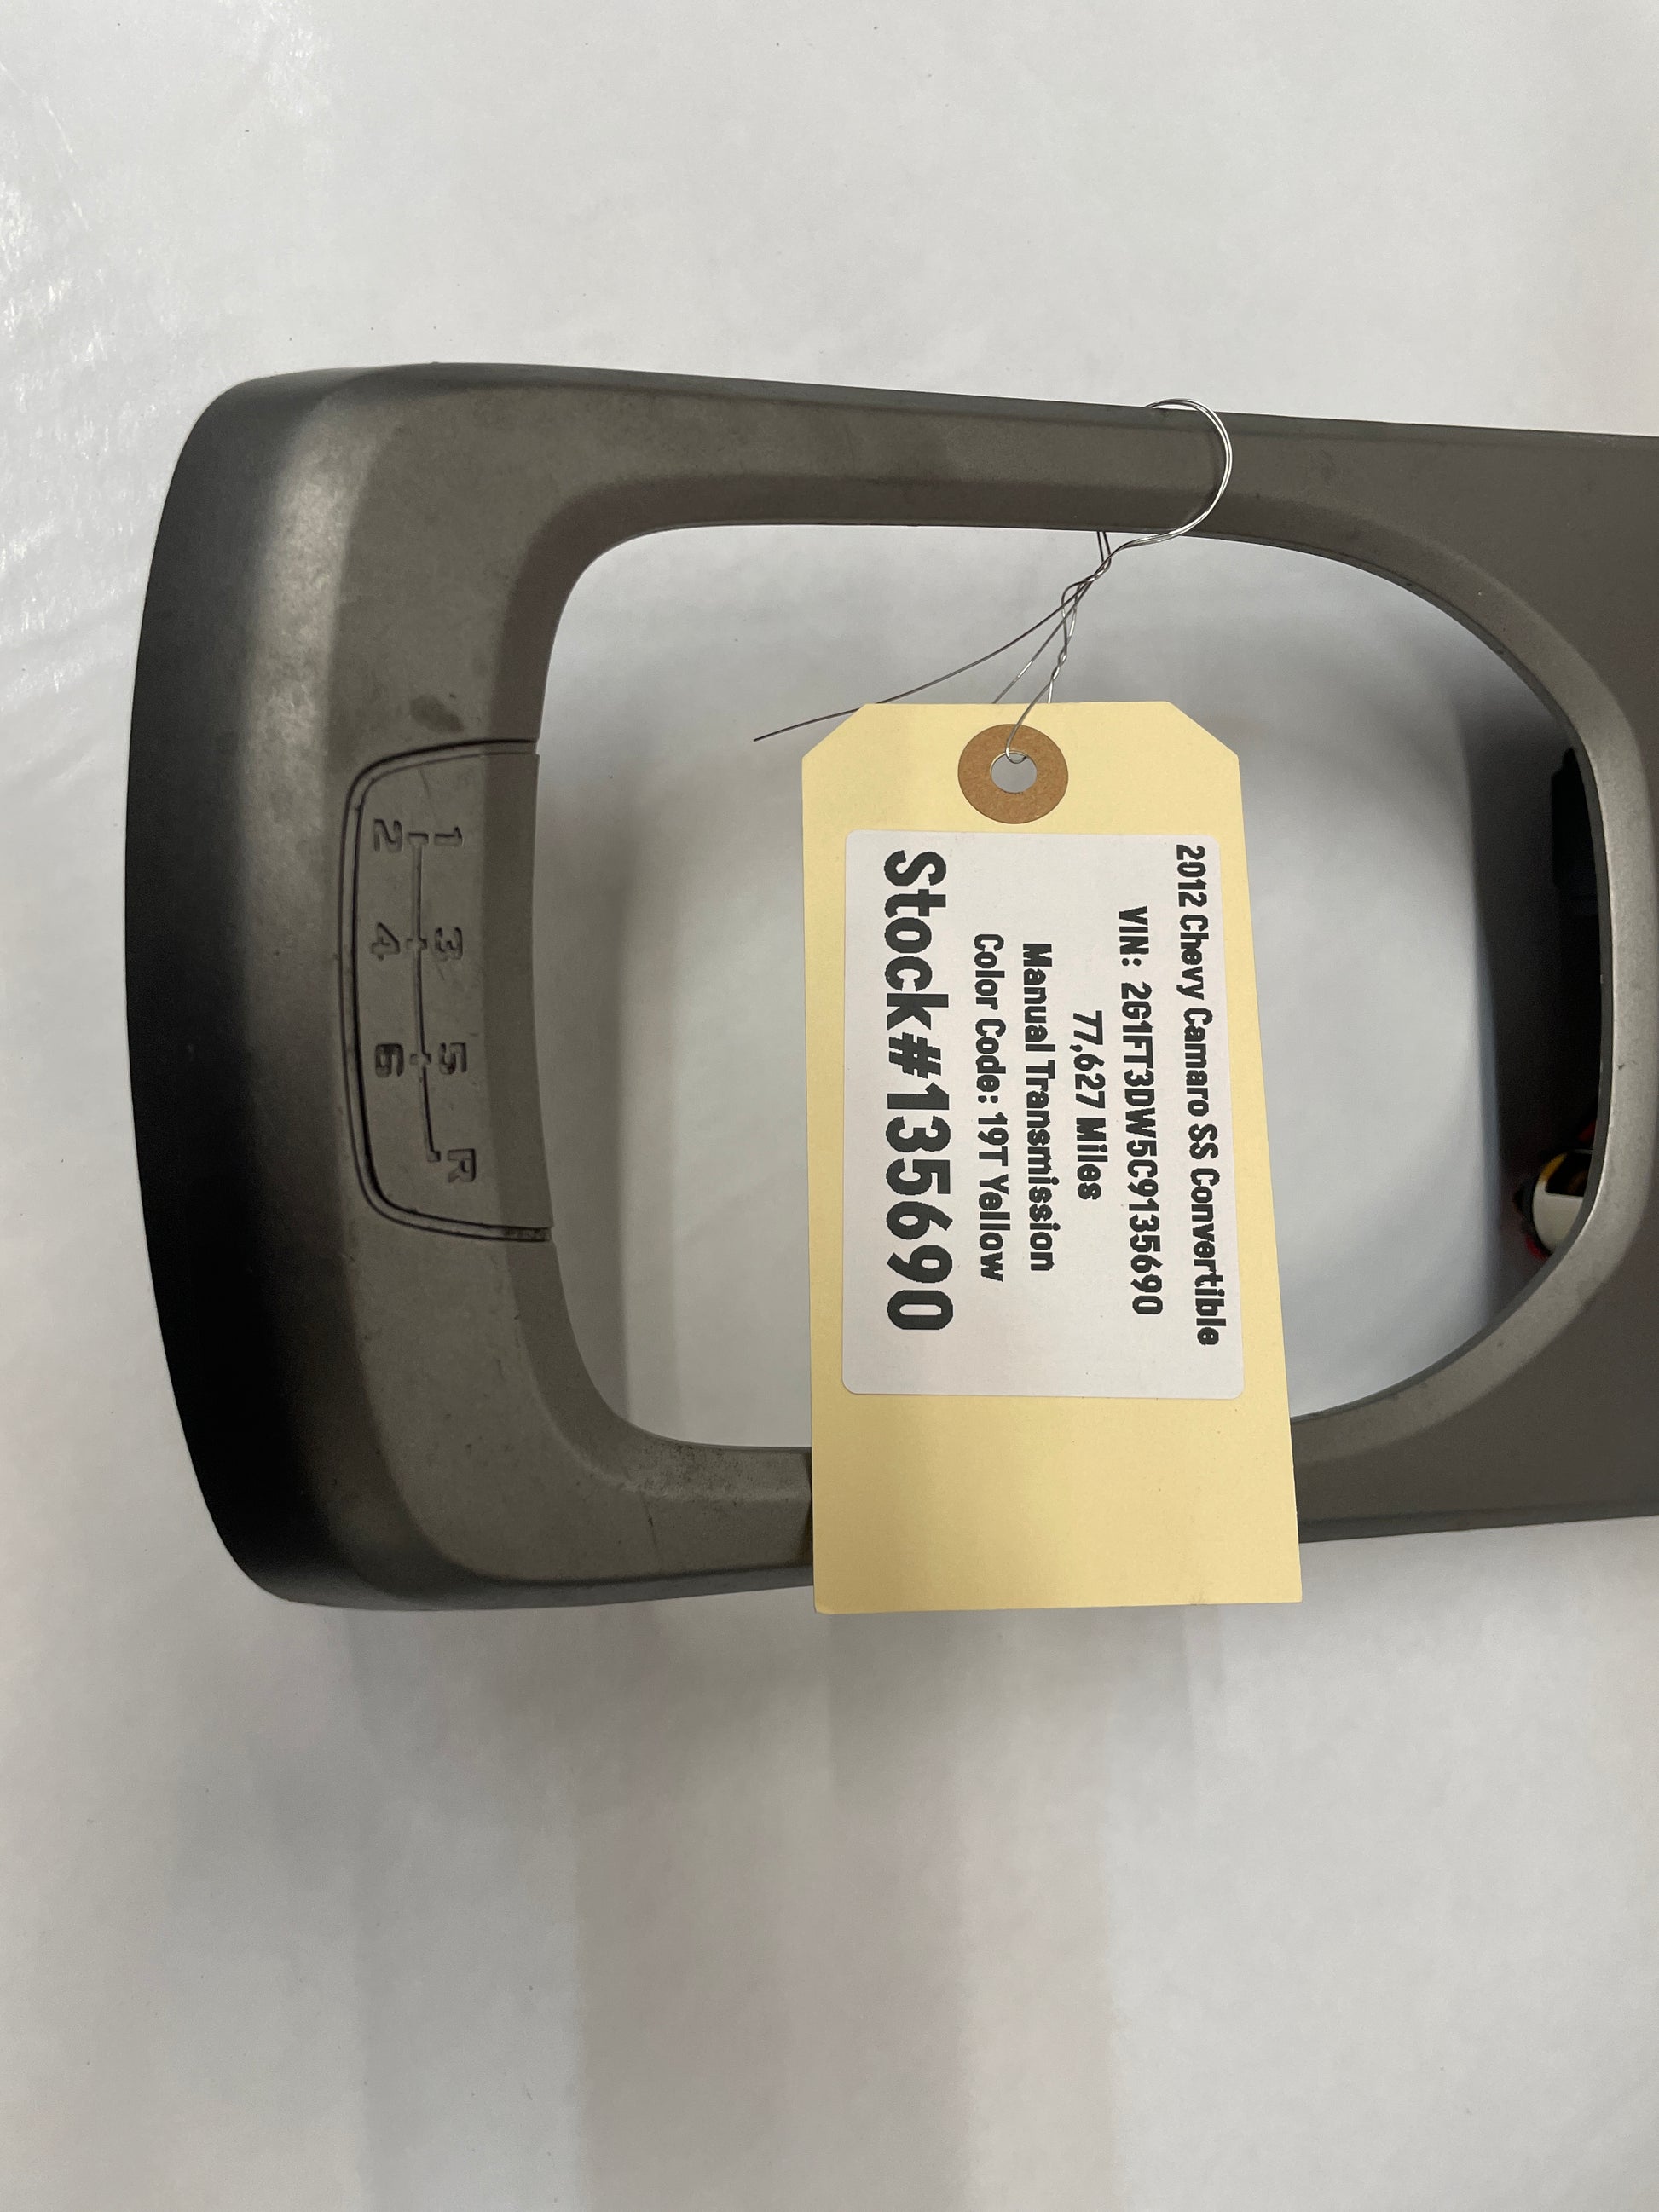 2012 Chevy Camaro SS Convertible
VIN: 2G1FT3DW5C9135690
77,627 Miles
Manual Transmission
Color Code: 19T Yellow
Stock#135690
1 3 5 R
2 4 6